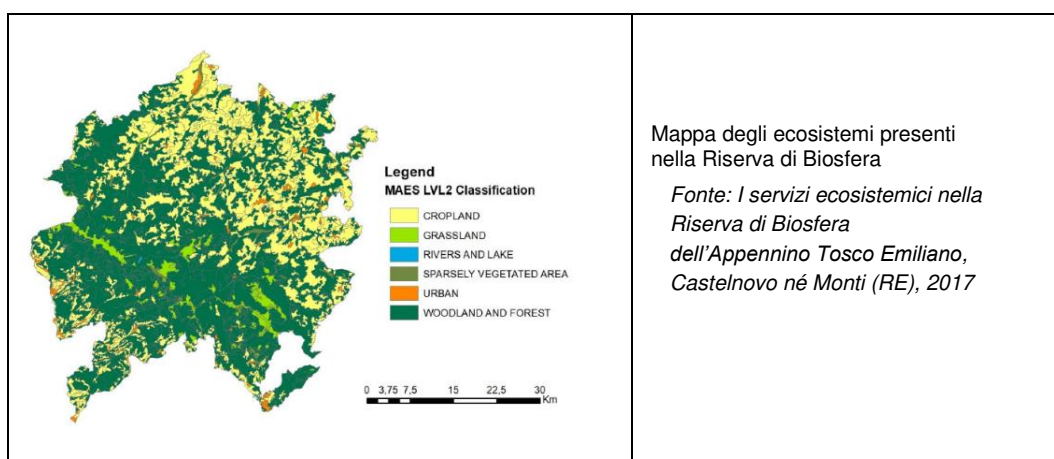 Legend
MAES LVL2 Classification
CROPLAND
GRASSLAND
RIVERS AND LAKE
SPARSELY VEGETATED AREA
URBAN
WOODLAND AND FOREST
0 3,75 7,5 15 22,5 30
Km
Mappa degli ecosistemi presenti
nella Riserva di Biosfera
Fonte: I servizi ecosistemici nella
Riserva di Biosfera
dell’Appennino Tosco Emiliano,
Castelnovo né Monti (RE), 2017